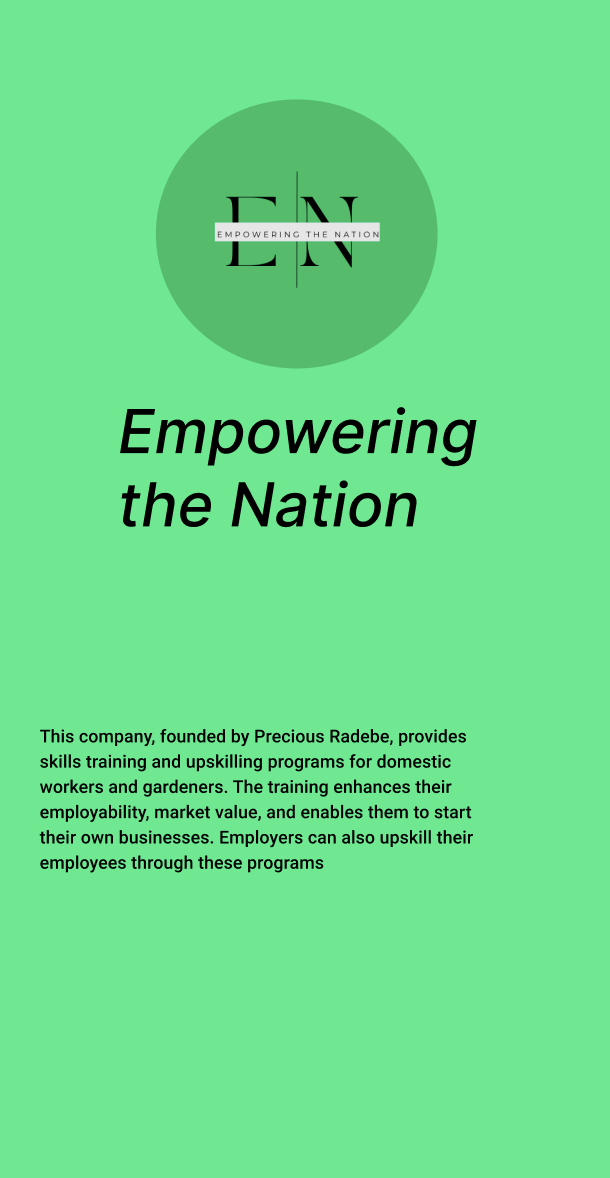 EN
EMPOWERING THE NATION
Empowering
the Nation
This company, founded by Precious Radebe, provides
skills training and upskilling programs for domestic
workers and gardeners. The training enhances their
employability, market value, and enables them to start
their own businesses. Employers can also upskill their
employees through these programs